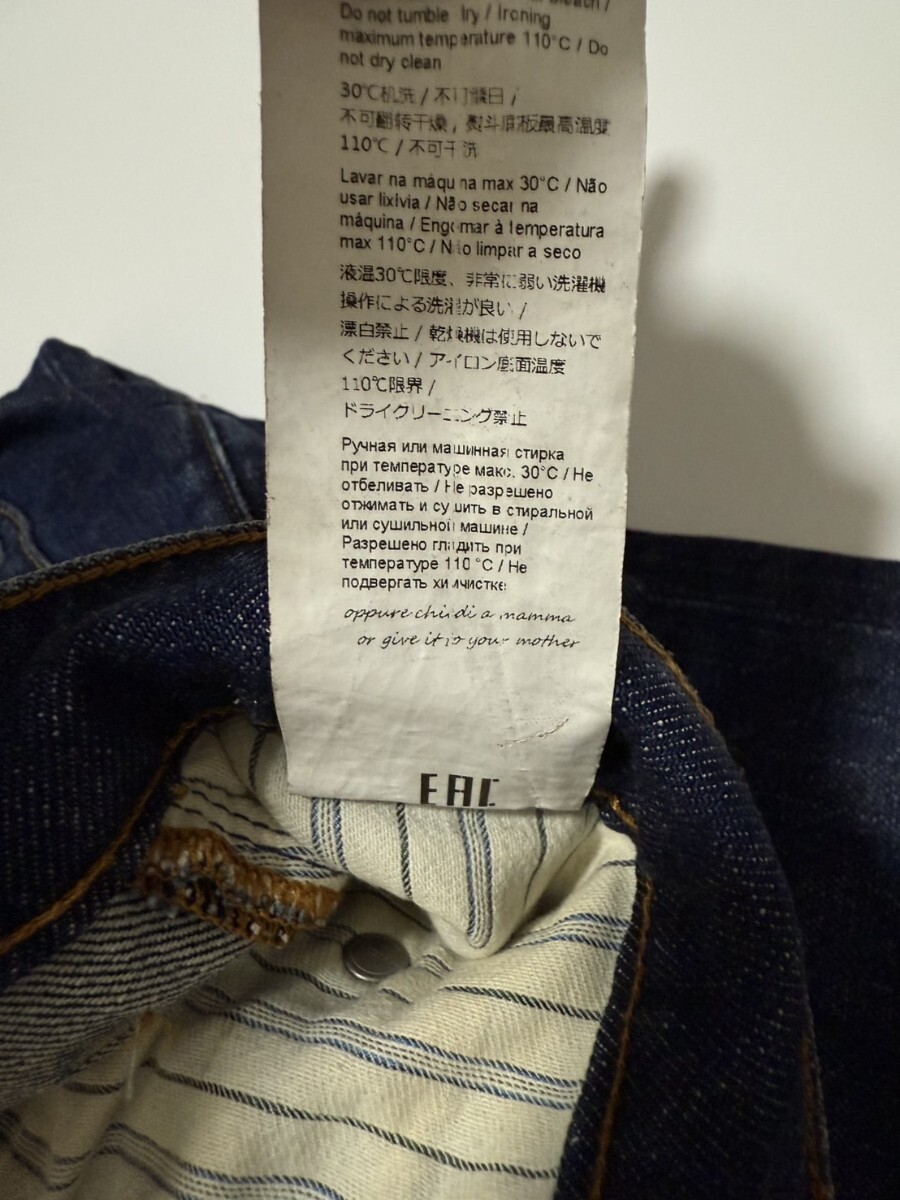 Do not tumble dry / Ironing
maximum temperature 110°C / Do
not dry clean
30℃机洗 / 不可漂白 /
不可翻转干燥, 熨斗底板最高温度
110℃ / 不可干洗
Lavar na máquina max 30°C / Não
usar lixívia / Não secar na
máquina / Engomar à temperatura
max 110°C / Não limpar a seco
液温30℃限度、非常に弱い洗濯機
操作による洗濯が良い /
漂白禁止 / 乾燥機は使用しないで
ください / アイロン底面温度
110℃限界 /
ドライクリーニング禁止
Ручная или машинная стирка
при температуре макс. 30°C / Не
отбеливать / Не разрешено
отжимать и сушить в стиральной
или сушильной машине /
Разрешено гладить при
температуре 110 °C / Не
подвергать химчистке
oppure chiedi a mamma
or give it to your mother
EAC